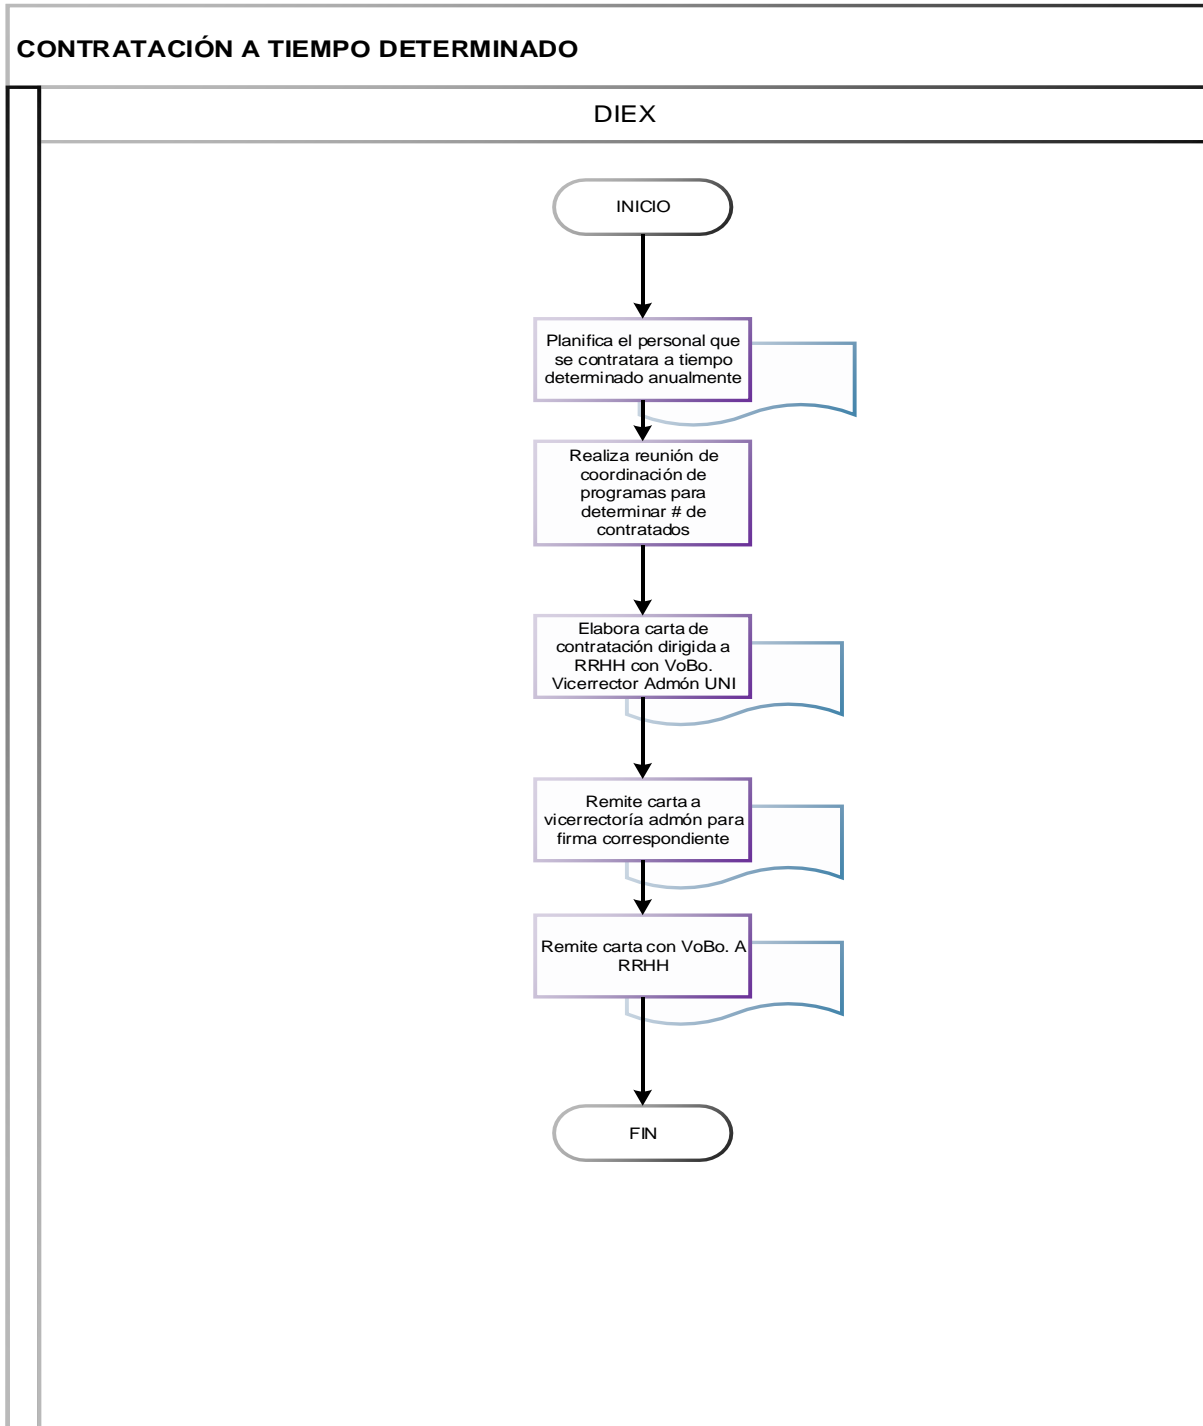 CONTRATACIÓN A TIEMPO DETERMINADO
DIEX
INICIO
Planifica el personal que
se contratara a tiempo
determinado anualmente
Realiza reunión de
coordinación de
programas para
determinar # de
contratados
Elabora carta de
contratación dirigida a
RRHH con VoBo.
Vicerrector Admón UNI
Remite carta a
vicerrectoría admón para
firma correspondiente
Remite carta con VoBo. A
RRHH
FIN